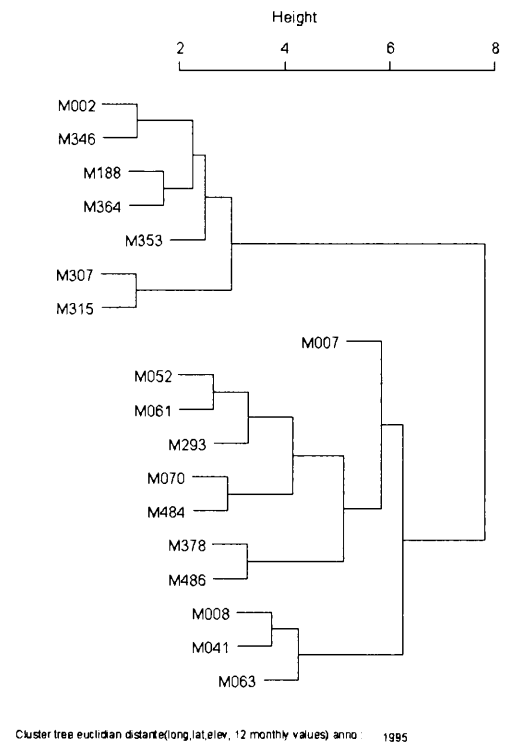 Height
2 4 6 8
M002
M346
M188
M364
M353
M307
M315
M007
M052
M061
M293
M070
M484
M378
M486
M008
M041
M063
Cluster tree euclidian distante(long,lat,elev, 12 monthly values) anno: 1995